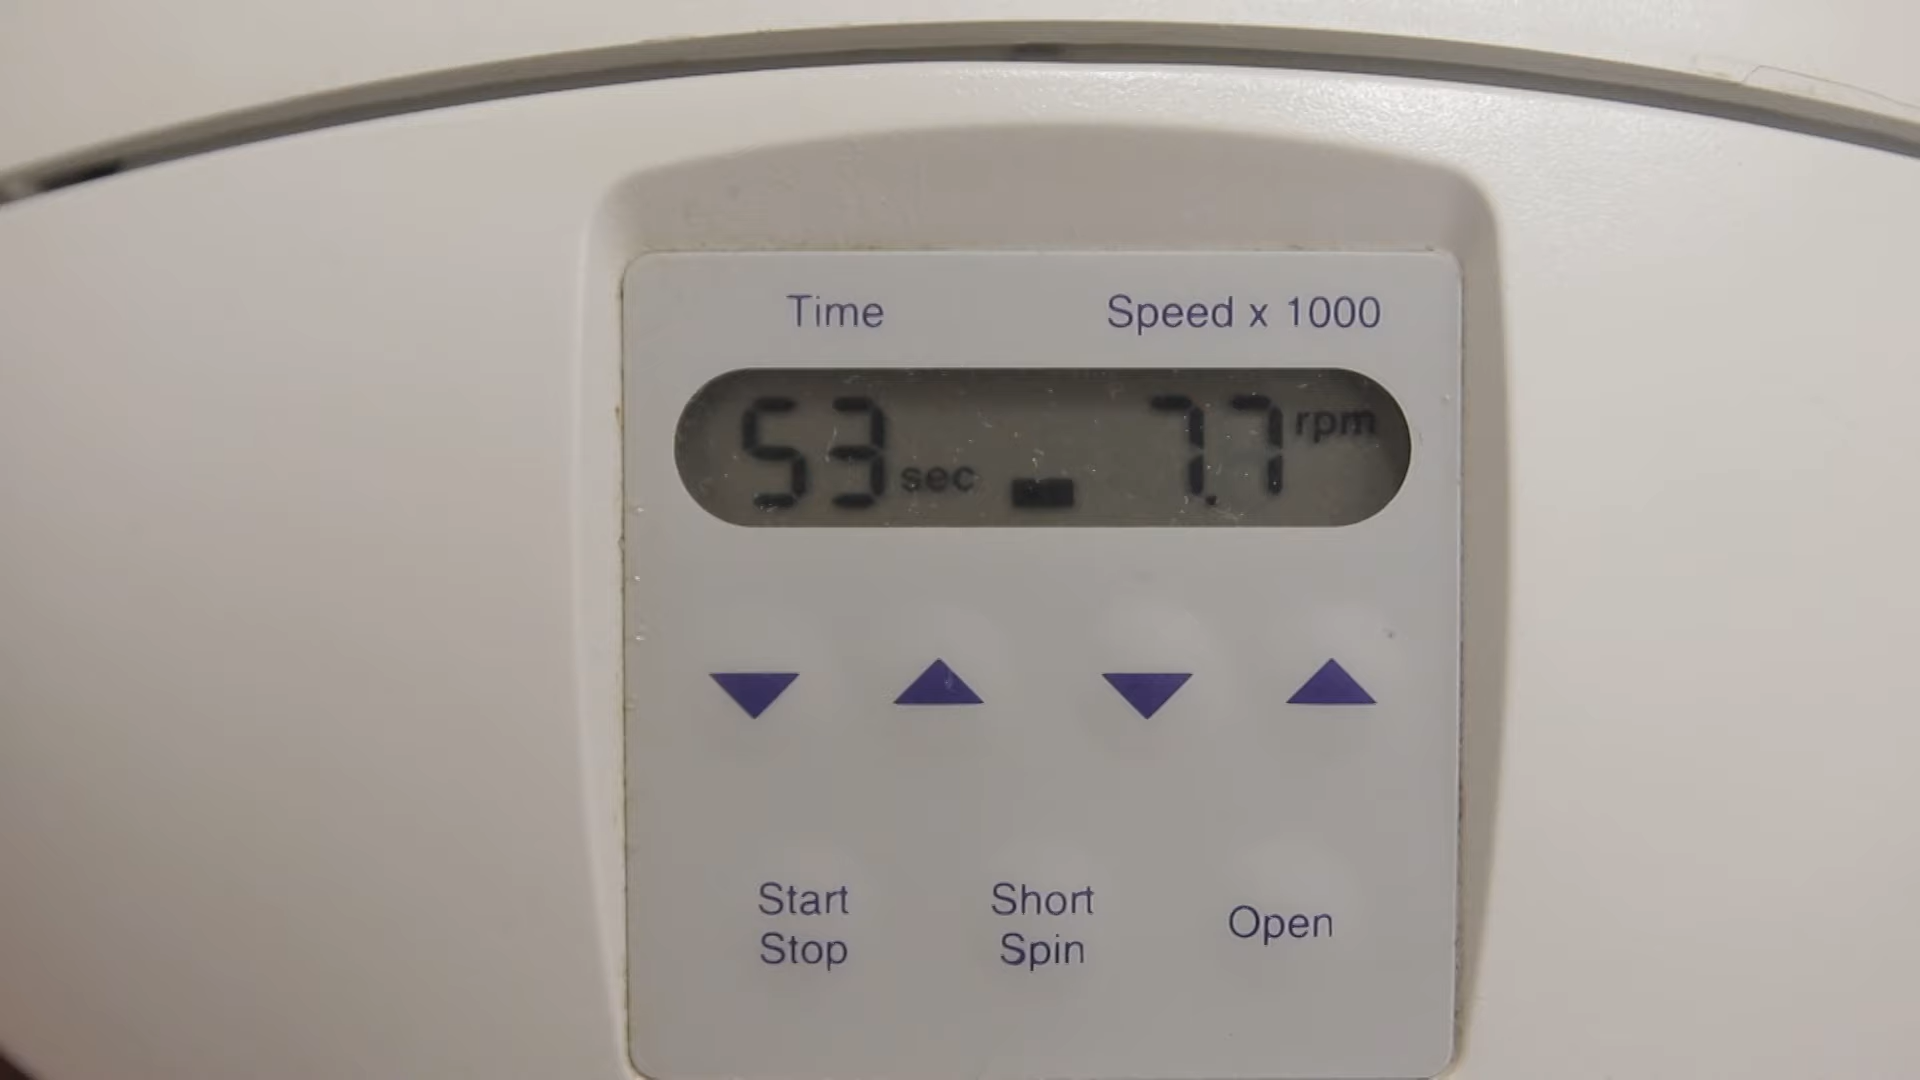 Time Speed x 1000
53 sec 7.7 rpm
Start Short Open
Stop Spin